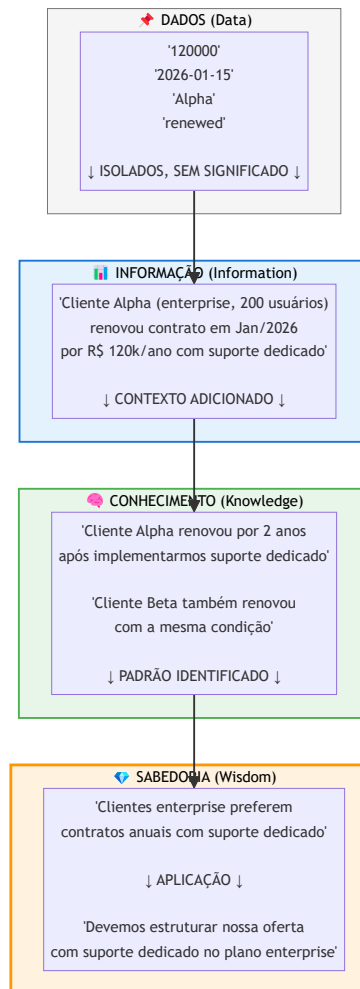 📌 DADOS (Data)
'120000'
'2026-01-15'
'Alpha'
'renewed'
↓ ISOLADOS, SEM SIGNIFICADO ↓
📊 INFORMAÇÃO (Information)
'Cliente Alpha (enterprise, 200 usuários)
renovou contrato em Jan/2026
por R$ 120k/ano com suporte dedicado'
↓ CONTEXTO ADICIONADO ↓
🧠 CONHECIMENTO (Knowledge)
'Cliente Alpha renovou por 2 anos
após implementarmos suporte dedicado'
'Cliente Beta também renovou
com a mesma condição'
↓ PADRÃO IDENTIFICADO ↓
💎 SABEDORIA (Wisdom)
'Clientes enterprise preferem
contratos anuais com suporte dedicado'
↓ APLICAÇÃO ↓
'Devemos estruturar nossa oferta
com suporte dedicado no plano enterprise'